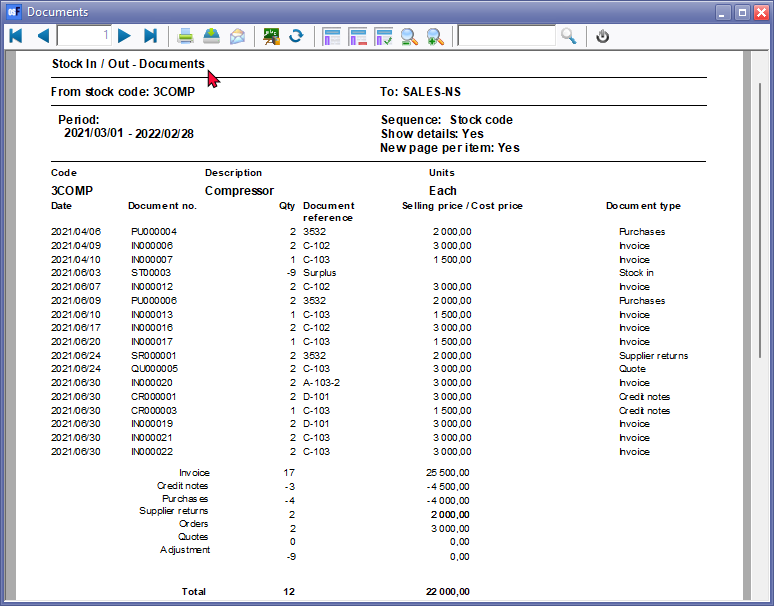 Documents
1
Stock In / Out - Documents
From stock code: 3COMP To: SALES-NS
Period: Sequence: Stock code
2021/03/01 - 2022/02/28 Show details: Yes
New page per item: Yes
Code Description Units
3COMP Compressor Each
Date Document no. Qty Document reference Selling price / Cost price Document type
2021/04/06 PU000004 2 3532 2 000,00 Purchases
2021/04/09 IN000006 2 C-102 3 000,00 Invoice
2021/04/10 IN000007 1 C-103 1 500,00 Invoice
2021/06/03 ST00003 -9 Surplus Stock in
2021/06/07 IN000012 2 C-102 3 000,00 Invoice
2021/06/09 PU000006 2 3532 2 000,00 Purchases
2021/06/10 IN000013 1 C-103 1 500,00 Invoice
2021/06/17 IN000016 2 C-102 3 000,00 Invoice
2021/06/20 IN000017 1 C-103 1 500,00 Invoice
2021/06/24 SR000001 2 3532 2 000,00 Supplier returns
2021/06/24 QU000005 2 C-103 3 000,00 Quote
2021/06/30 IN000020 2 A-103-2 3 000,00 Invoice
2021/06/30 CR000001 2 D-101 3 000,00 Credit notes
2021/06/30 CR000003 1 C-103 1 500,00 Credit notes
2021/06/30 IN000019 2 D-101 3 000,00 Invoice
2021/06/30 IN000021 2 C-103 3 000,00 Invoice
2021/06/30 IN000022 2 C-103 3 000,00 Invoice
Invoice 17 25 500,00
Credit notes -3 -4 500,00
Purchases -4 -4 000,00
Supplier returns 2 2 000,00
Orders 2 3 000,00
Quotes 0 0,00
Adjustment -9 0,00
Total 12 22 000,00